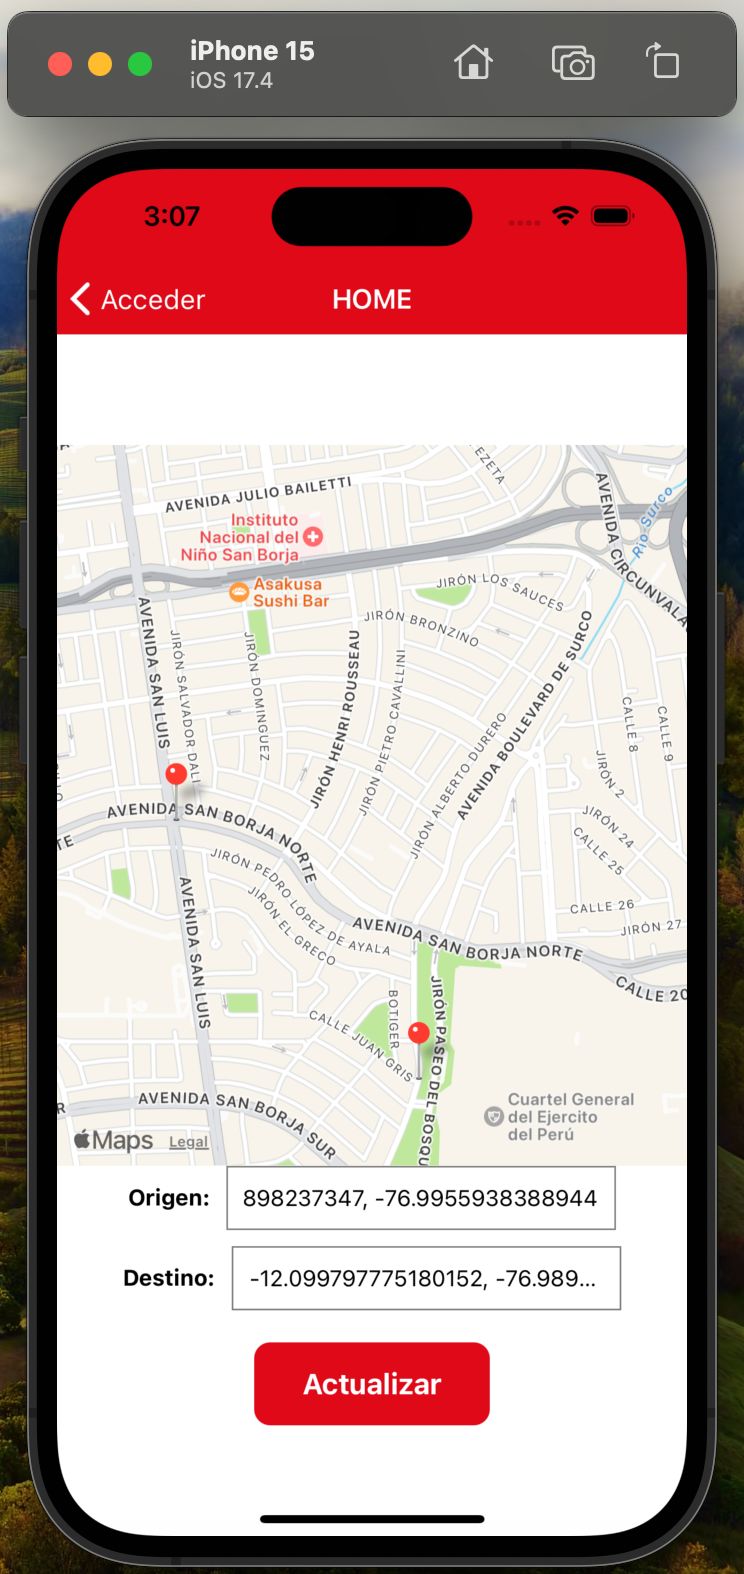 iPhone 15
iOS 17.4
3:07
Acceder
HOME
EZETA
AVENIDA JULIO BAILETTI
AVENIDA CIRCUNVALA
Río Surco
Instituto
Nacional del
Niño San Borja
Asakusa
Sushi Bar
JIRÓN LOS SAUCES
JIRÓN BRONZINO
AVENIDA SAN LUIS
JIRÓN SALVADOR DALÍ
JIRÓN DOMINGUEZ
JIRÓN HENRI ROUSSEAU
JIRÓN PIETRO CAVALLINI
JIRÓN ALBERTO DURERO
AVENIDA BOULEVARD DE SURCO
CALLE 8
CALLE 9
JIRÓN 2
JIRÓN 24
CALLE 25
AVENIDA SAN BORJA NORTE
TE
JIRÓN PEDRO LÓPEZ DE AYALA
JIRÓN EL GRECO
CALLE 26
JIRÓN 27
AVENIDA SAN BORJA NORTE
CALLE 20
AVENIDA SAN LUIS
BOTIGER
JIRÓN PASEO DEL BOSQU
CALLE JUAN GRIS
AVENIDA SAN BORJA SUR
R
Cuartel General
del Ejercito
del Perú
Maps Legal
Origen: 898237347, -76.9955938388944
Destino: -12.099797775180152, -76.989...
Actualizar